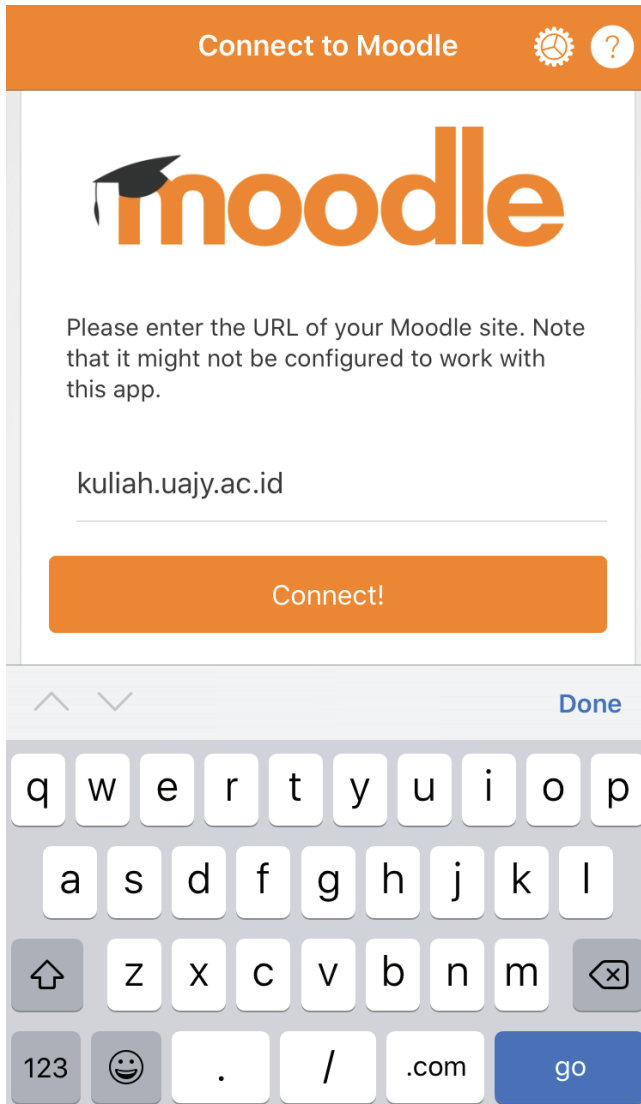 Connect to Moodle ?
moodle
Please enter the URL of your Moodle site. Note
that it might not be configured to work with
this app.
kuliah.uajy.ac.id
Connect!
Done
q w e r t y u i o p
a s d f g h j k l
z x c v b n m
123 . / .com go